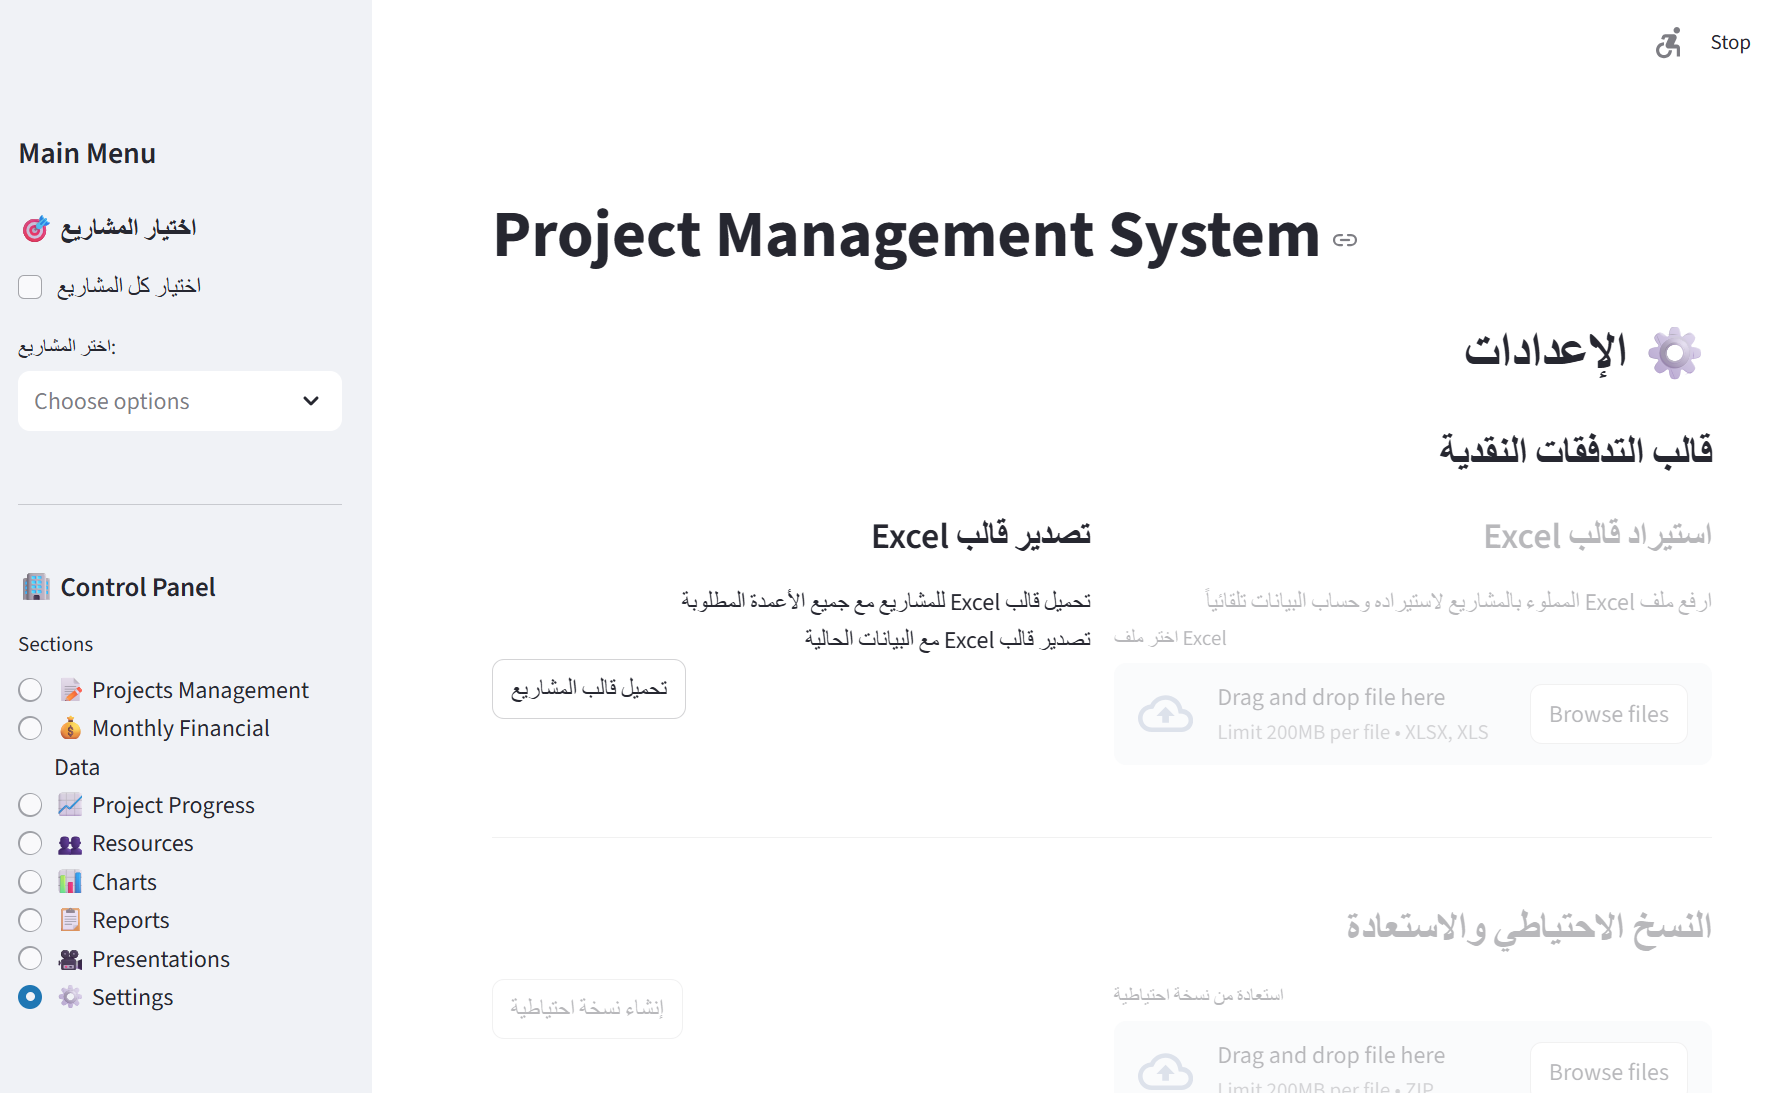 Stop
Main Menu
اختيار المشاريع
اختيار كل المشاريع
اختر المشاريع:
Choose options
Control Panel
Sections
Projects Management
Monthly Financial
Data
Project Progress
Resources
Charts
Reports
Presentations
Settings
Project Management System
الإعدادات
قالب التدفقات النقدية
استيراد قالب Excel
ارفع ملف Excel المملوء بالمشاريع لاستيراده وحساب البيانات تلقائياً
اختر ملف Excel
Drag and drop file here
Limit 200MB per file • XLSX, XLS
Browse files
تصدير قالب Excel
تحميل قالب Excel للمشاريع مع جميع الأعمدة المطلوبة
تصدير قالب Excel مع البيانات الحالية
تحميل قالب المشاريع
النسخ الاحتياطي والاستعادة
استعادة من نسخة احتياطية
Drag and drop file here
Limit 200MB per file • ZIP
Browse files
إنشاء نسخة احتياطية